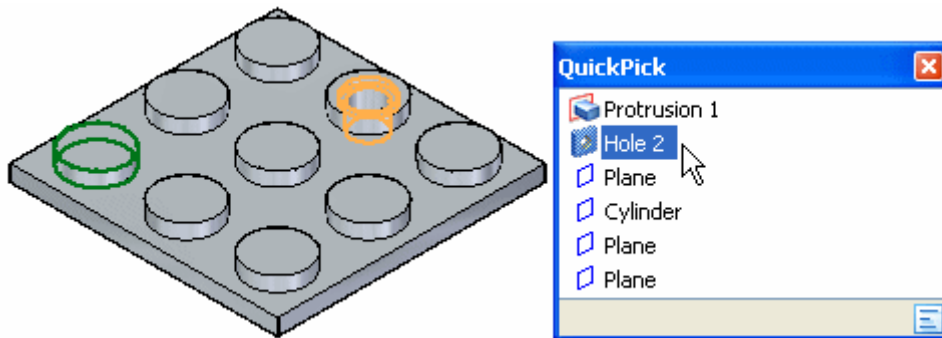 QuickPick
Protrusion 1
Hole 2
Plane
Cylinder
Plane
Plane